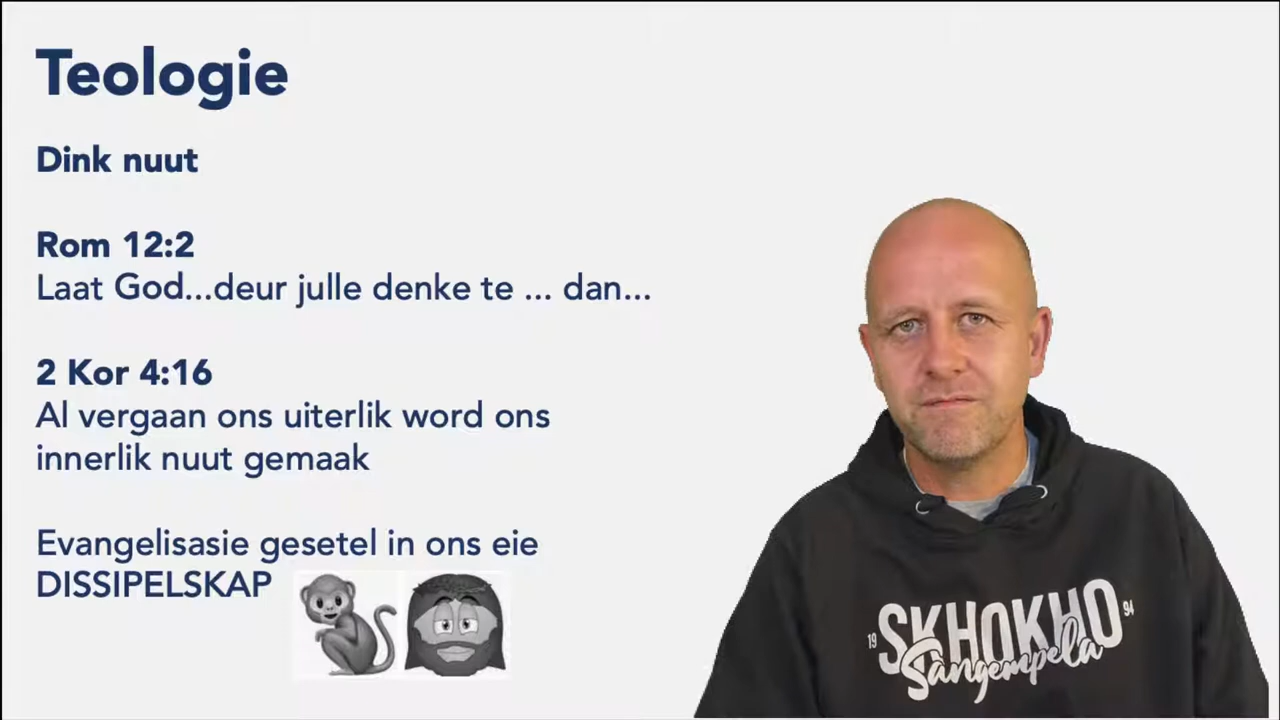 Teologie
Dink nuut
Rom 12:2
Laat God...deur julle denke te ... dan...
2 Kor 4:16
Al vergaan ons uiterlik word ons
innerlik nuut gemaak
Evangelisasie gesetel in ons eie
DISSIPELSKAP
19 SKHOKHO 94
Sangempela